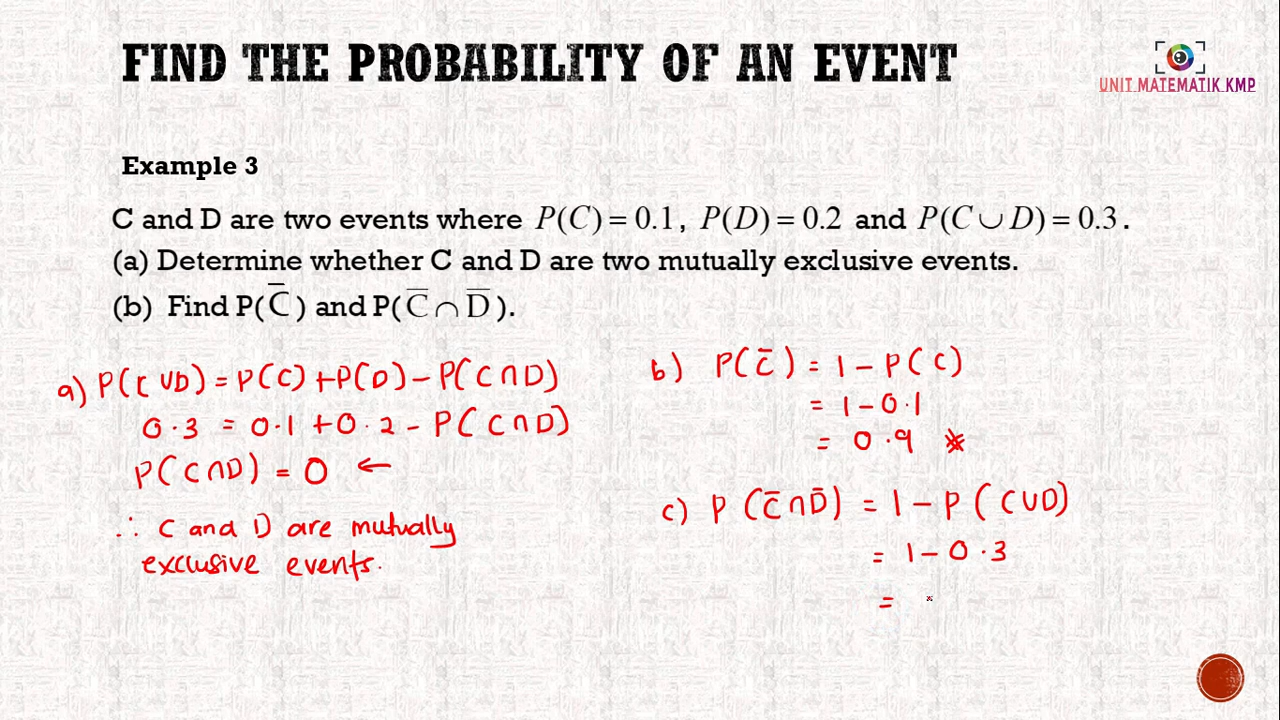 FIND THE PROBABILITY OF AN EVENT
UNIT MATEMATIK KMP
Example 3
C and D are two events where P(C) = 0.1, P(D) = 0.2 and P(C ∪ D) = 0.3.
(a) Determine whether C and D are two mutually exclusive events.
(b) Find P(C̅) and P(C̅ ∩ D̅).
a) P(C ∪ D) = P(C) + P(D) − P(C ∩ D)
0.3 = 0.1 + 0.2 − P(C ∩ D)
P(C ∩ D) = 0 ←
∴ C and D are mutually
exclusive events.
b) P(C̅) = 1 − P(C)
= 1 − 0.1
= 0.9
c) P(C̅ ∩ D̅) = 1 − P(C ∪ D)
= 1 − 0.3
=